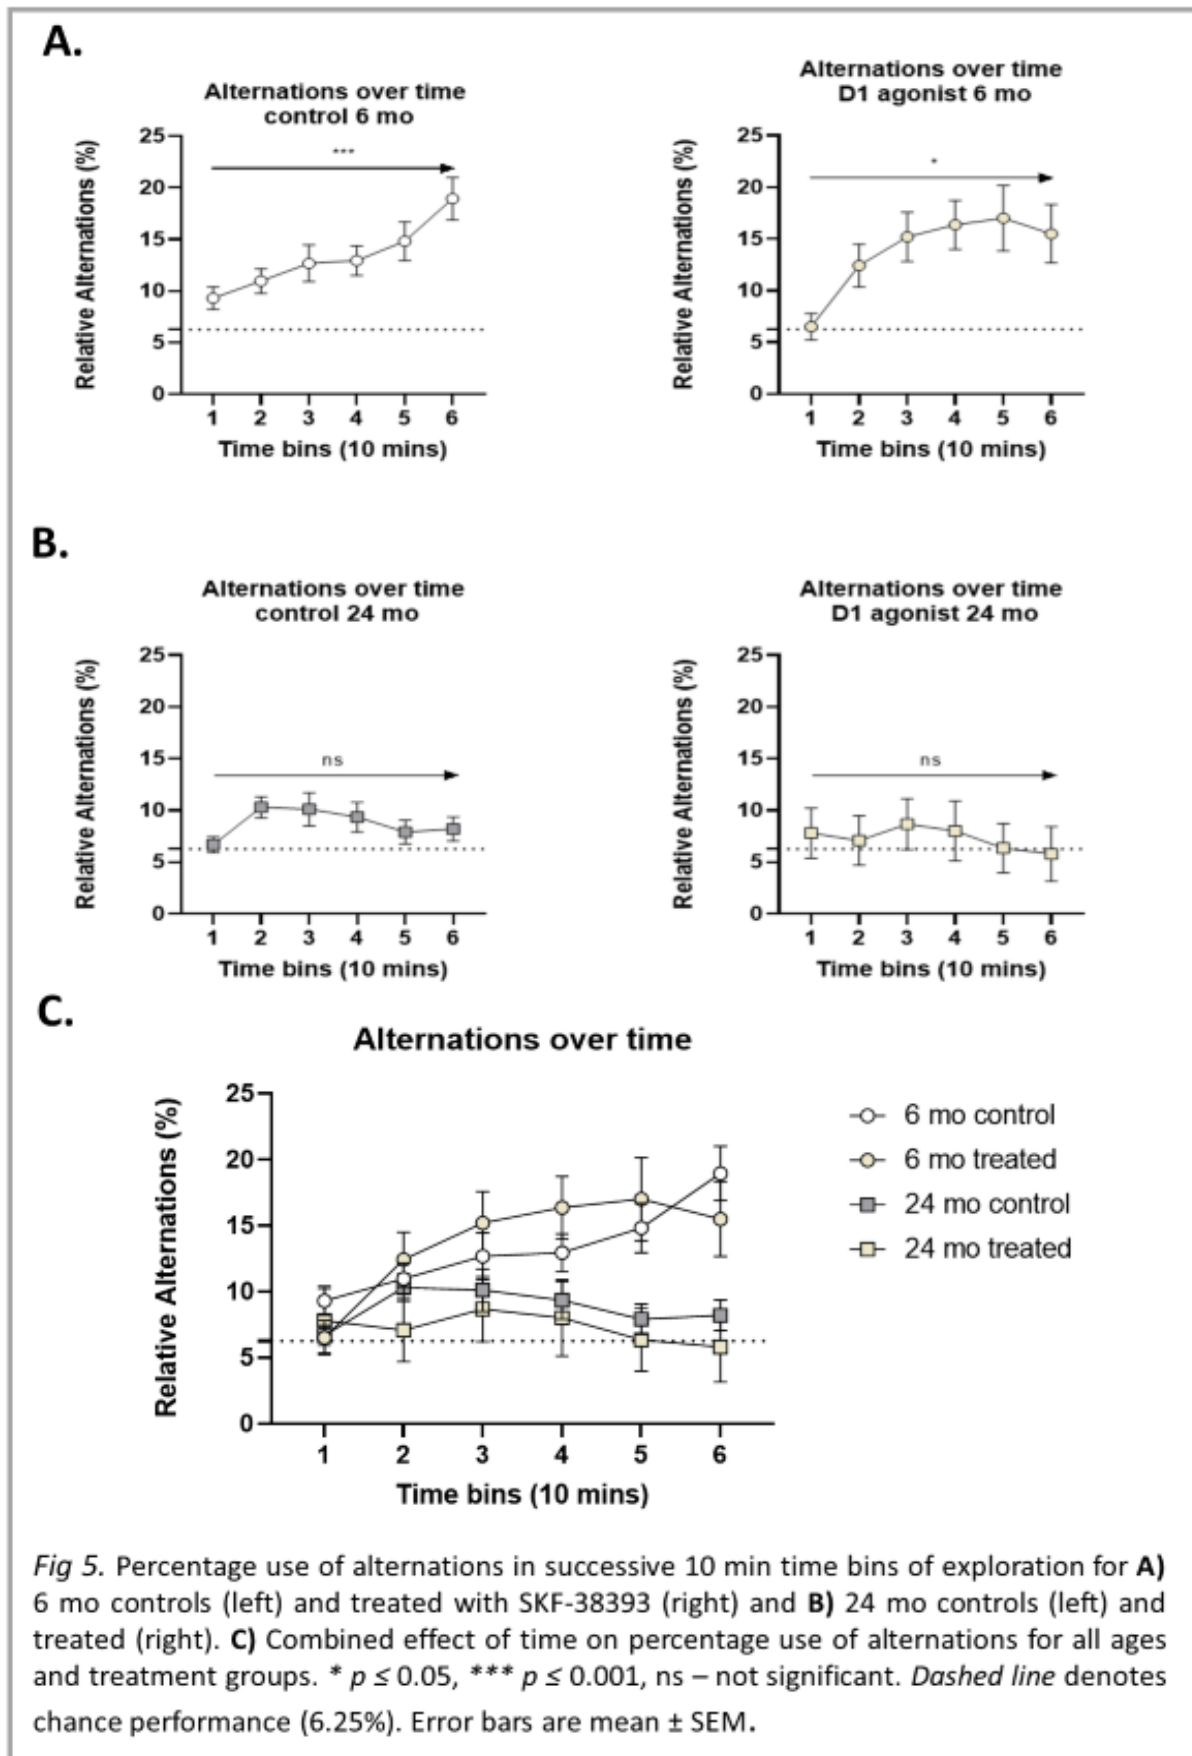 A.
Alternations over time
control 6 mo
Relative Alternations (%)
25
20
15
10
5
0
***
1 2 3 4 5 6
Time bins (10 mins)
Alternations over time
D1 agonist 6 mo
Relative Alternations (%)
25
20
15
10
5
0
*
1 2 3 4 5 6
Time bins (10 mins)
B.
Alternations over time
control 24 mo
Relative Alternations (%)
25
20
15
10
5
0
ns
1 2 3 4 5 6
Time bins (10 mins)
Alternations over time
D1 agonist 24 mo
Relative Alternations (%)
25
20
15
10
5
0
ns
1 2 3 4 5 6
Time bins (10 mins)
C.
Alternations over time
Relative Alternations (%)
25
20
15
10
5
0
1 2 3 4 5 6
Time bins (10 mins)
6 mo control
6 mo treated
24 mo control
24 mo treated
Fig 5. Percentage use of alternations in successive 10 min time bins of exploration for A)
6 mo controls (left) and treated with SKF-38393 (right) and B) 24 mo controls (left) and
treated (right). C) Combined effect of time on percentage use of alternations for all ages
and treatment groups. * p ≤ 0.05, *** p ≤ 0.001, ns – not significant. Dashed line denotes
chance performance (6.25%). Error bars are mean ± SEM.